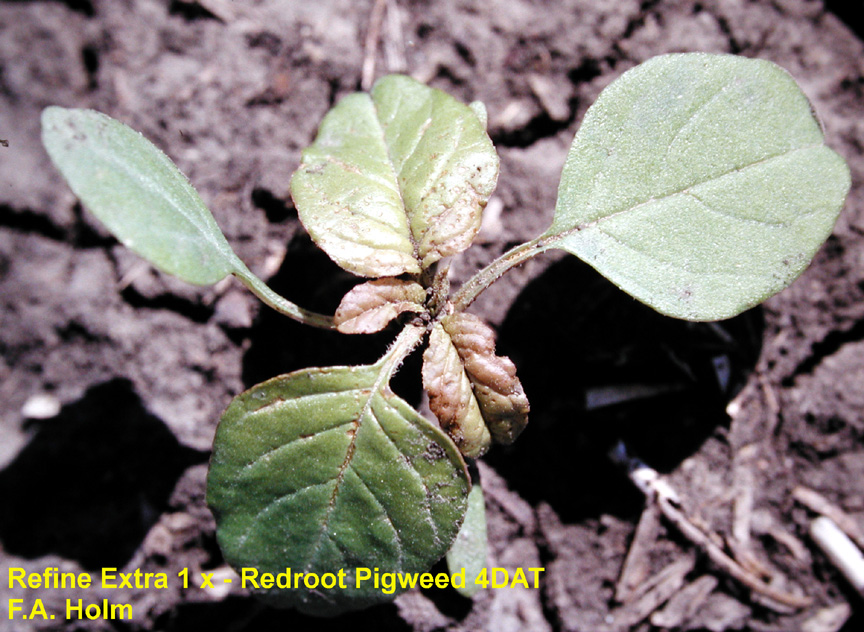 Refine Extra 1 x - Redroot Pigweed 4DAT
F.A. Holm